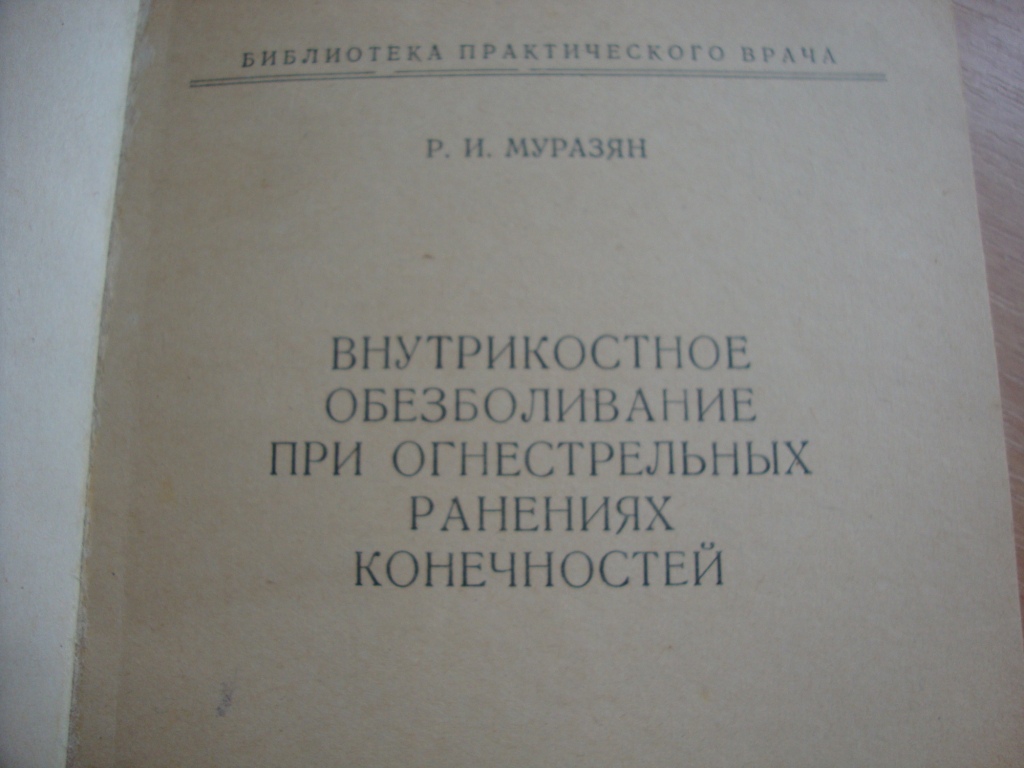 БИБЛИОТЕКА ПРАКТИЧЕСКОГО ВРАЧА
Р. И. МУРАЗЯН
ВНУТРИКОСТНОЕ
ОБЕЗБОЛИВАНИЕ
ПРИ ОГНЕСТРЕЛЬНЫХ
РАНЕНИЯХ
КОНЕЧНОСТЕЙ